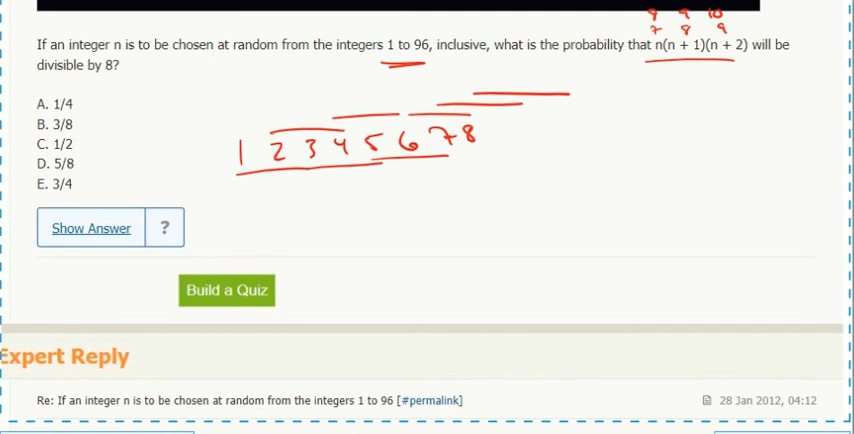 8 9 10
7 8 9
If an integer n is to be chosen at random from the integers 1 to 96, inclusive, what is the probability that n(n + 1)(n + 2) will be
divisible by 8?
A. 1/4
B. 3/8
C. 1/2
D. 5/8
E. 3/4
1 2 3 4 5 6 7 8
Show Answer ?
Build a Quiz
Expert Reply
Re: If an integer n is to be chosen at random from the integers 1 to 96 [#permalink] 28 Jan 2012, 04:12